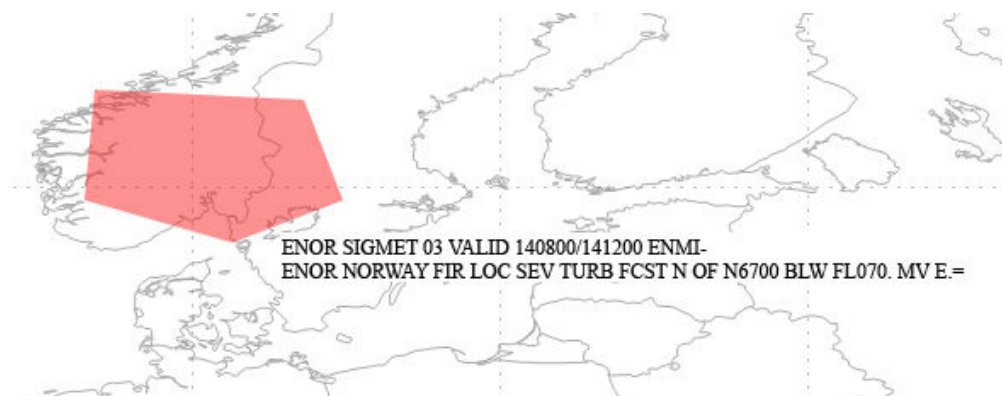 ENOR SIGMET 03 VALID 140800/141200 ENMI-
ENOR NORWAY FIR LOC SEV TURB FCST N OF N6700 BLW FL070. MV E.=